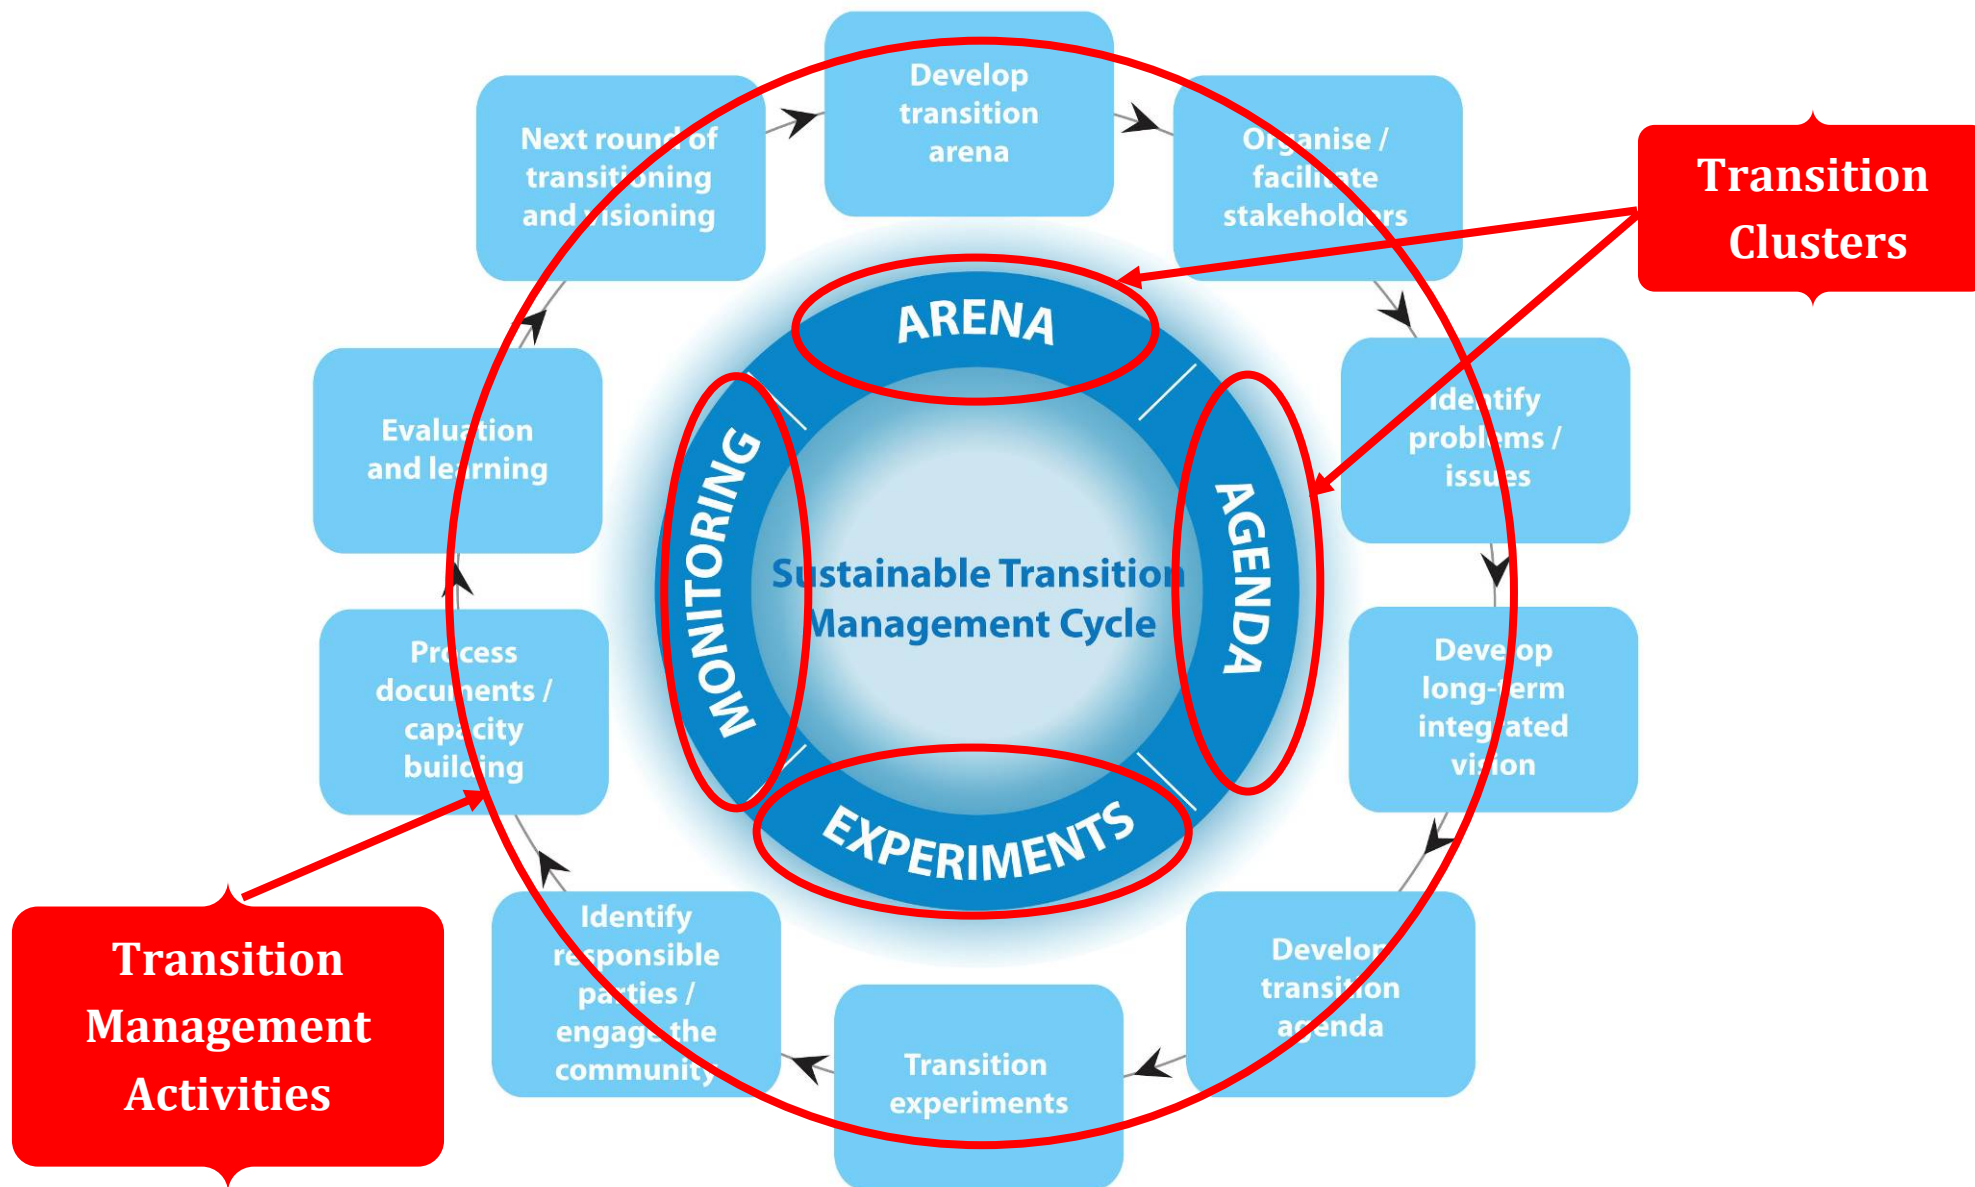 Develop
transition
arena
Organise /
facilitate
stakeholders
Identify
problems /
issues
Develop
long-term
integrated
vision
Develop
transition
agenda
Transition
experiments
Identify
responsible
parties /
engage the
community
Process
documents /
capacity
building
Evaluation
and learning
Next round of
transitioning
and visioning
ARENA
AGENDA
EXPERIMENTS
MONITORING
Sustainable Transition
Management Cycle
Transition
Clusters
Transition
Management
Activities